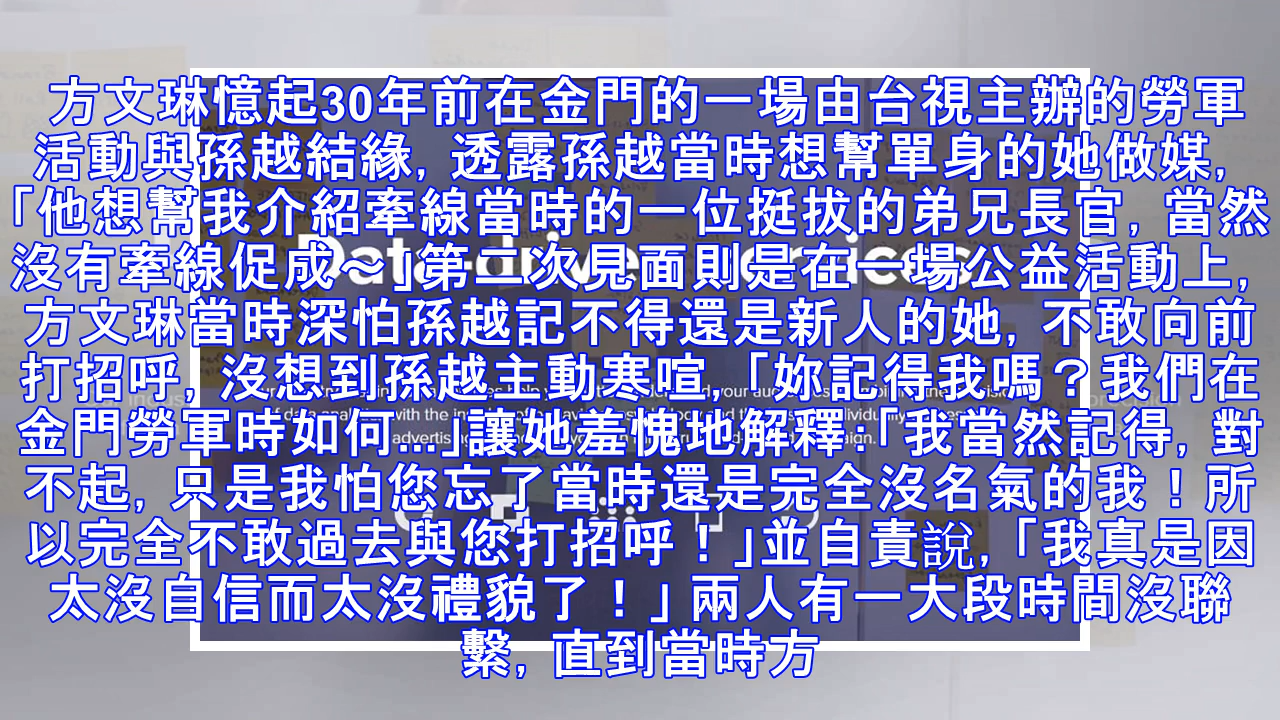 方文琳憶起30年前在金門的一場由台視主辦的勞軍
活動與孫越結緣, 透露孫越當時想幫單身的她做媒,
「他想幫我介紹牽線當時的一位挺拔的弟兄長官, 當然
沒有牽線促成～」第二次見面則是在一場公益活動上,
方文琳當時深怕孫越記不得還是新人的她, 不敢向前
打招呼, 沒想到孫越主動寒喧,「妳記得我嗎？我們在
金門勞軍時如何...」讓她羞愧地解釋:「我當然記得, 對
不起, 只是我怕您忘了當時還是完全沒名氣的我！所
以完全不敢過去與您打招呼！」並自責說,「我真是因
太沒自信而太沒禮貌了！」兩人有一大段時間沒聯
繫, 直到當時方
Data-driven services